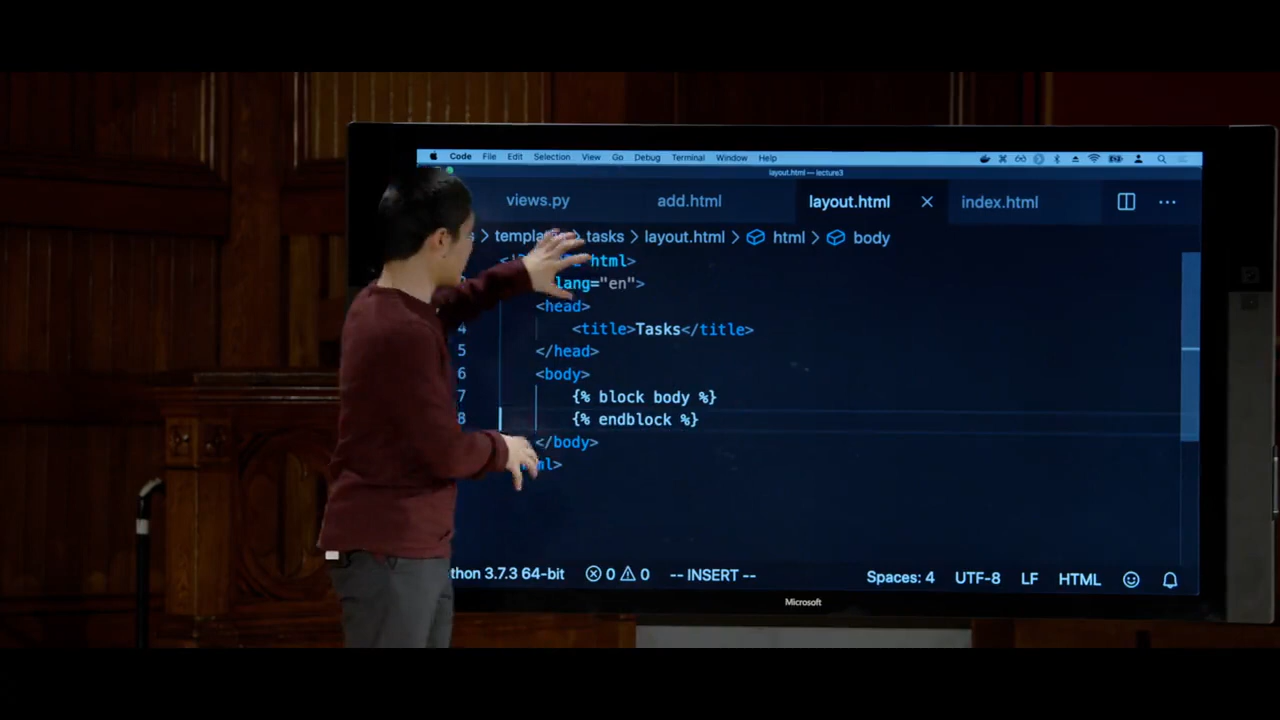 Code File Edit Selection View Go Debug Terminal Window Help
layout.html — lecture3
views.py add.html layout.html × index.html ...
s > templa > tasks > layout.html > html > body
html>
lang="en">
<head>
4 <title>Tasks</title>
5 </head>
6 <body>
7 {% block body %}
8 {% endblock %}
</body>
ml>
thon 3.7.3 64-bit 0 0 -- INSERT -- Spaces: 4 UTF-8 LF HTML
Microsoft